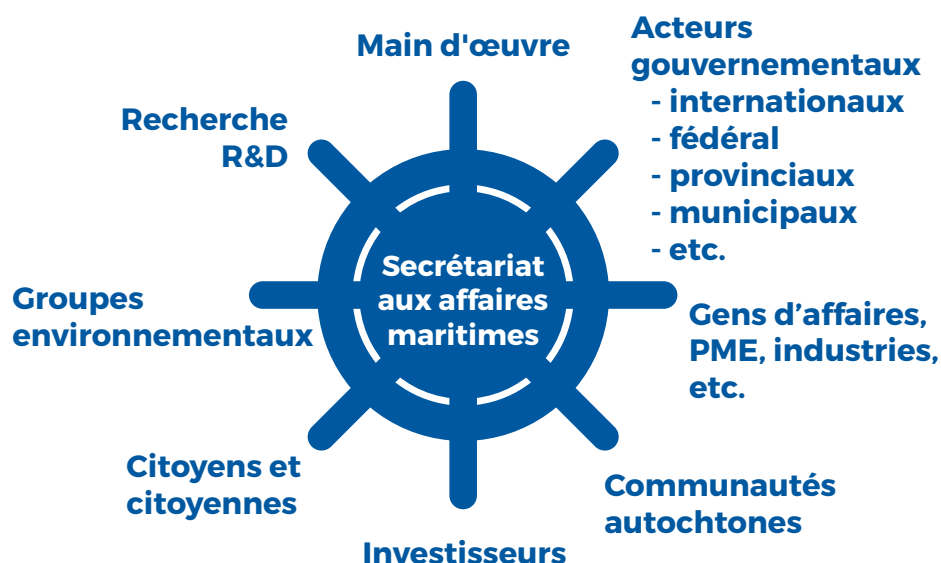 Main d'œuvre
Acteurs
gouvernementaux
- internationaux
- fédéral
- provinciaux
- municipaux
- etc.
Recherche
R&D
Secrétariat
aux affaires
maritimes
Groupes
environnementaux
Gens d’affaires,
PME, industries,
etc.
Citoyens et
citoyennes
Communautés
autochtones
Investisseurs